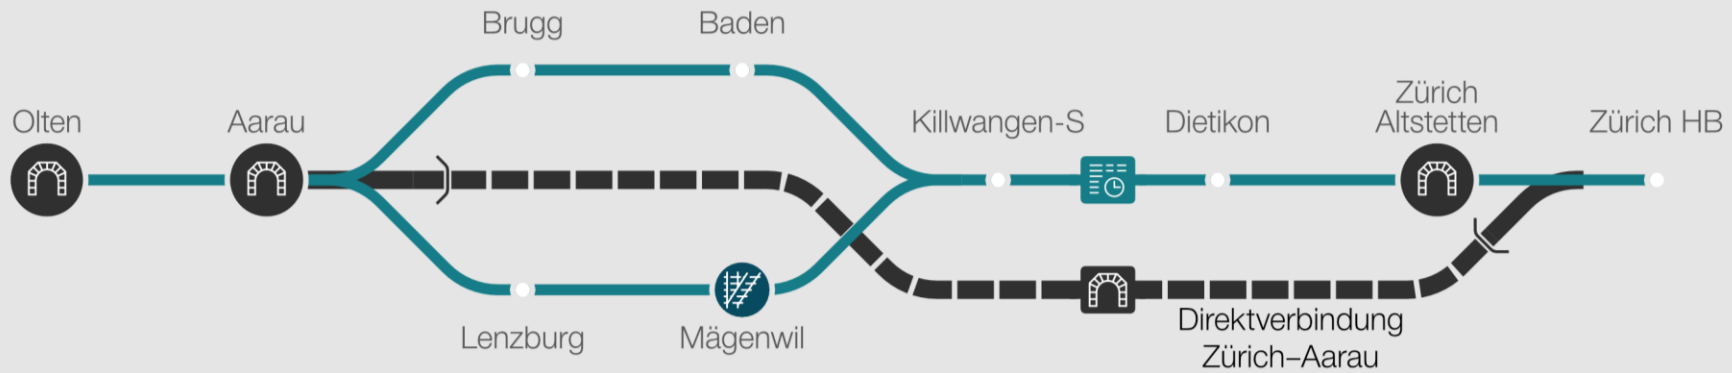 Brugg
Baden
Olten
Aarau
Killwangen-S
Dietikon
Zürich
Altstetten
Zürich HB
Lenzburg
Mägenwil
Direktverbindung
Zürich–Aarau